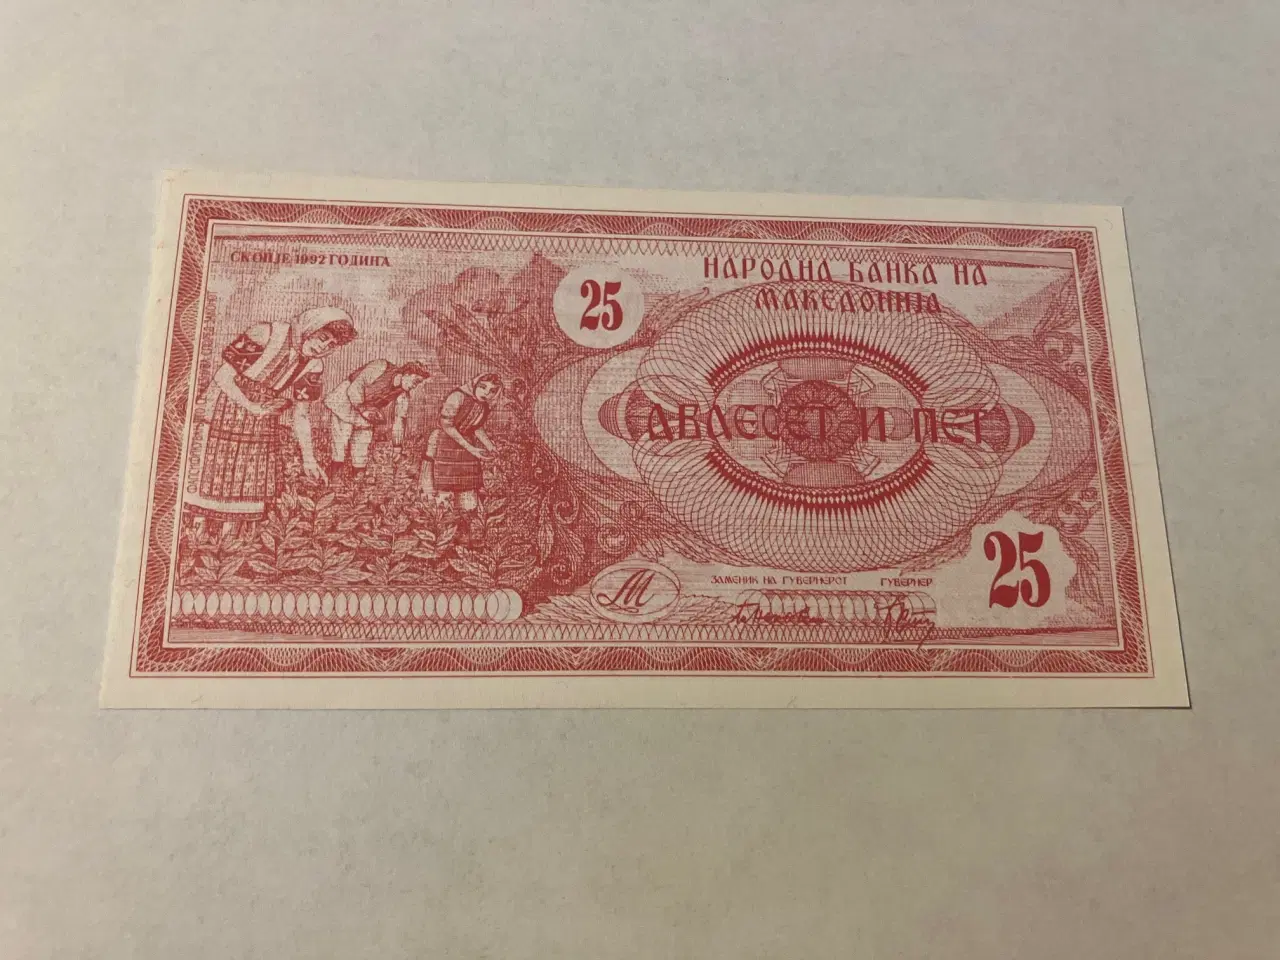 СКОПЈЕ 1992 ГОДИНА
25
НАРОДНА БАНКА НА
МАКЕДОНИЈА
ДВАЕСЕТ И ПЕТ
М
ЗАМЕНИК НА ГУВЕРНЕРОТ
ГУВЕРНЕР
25